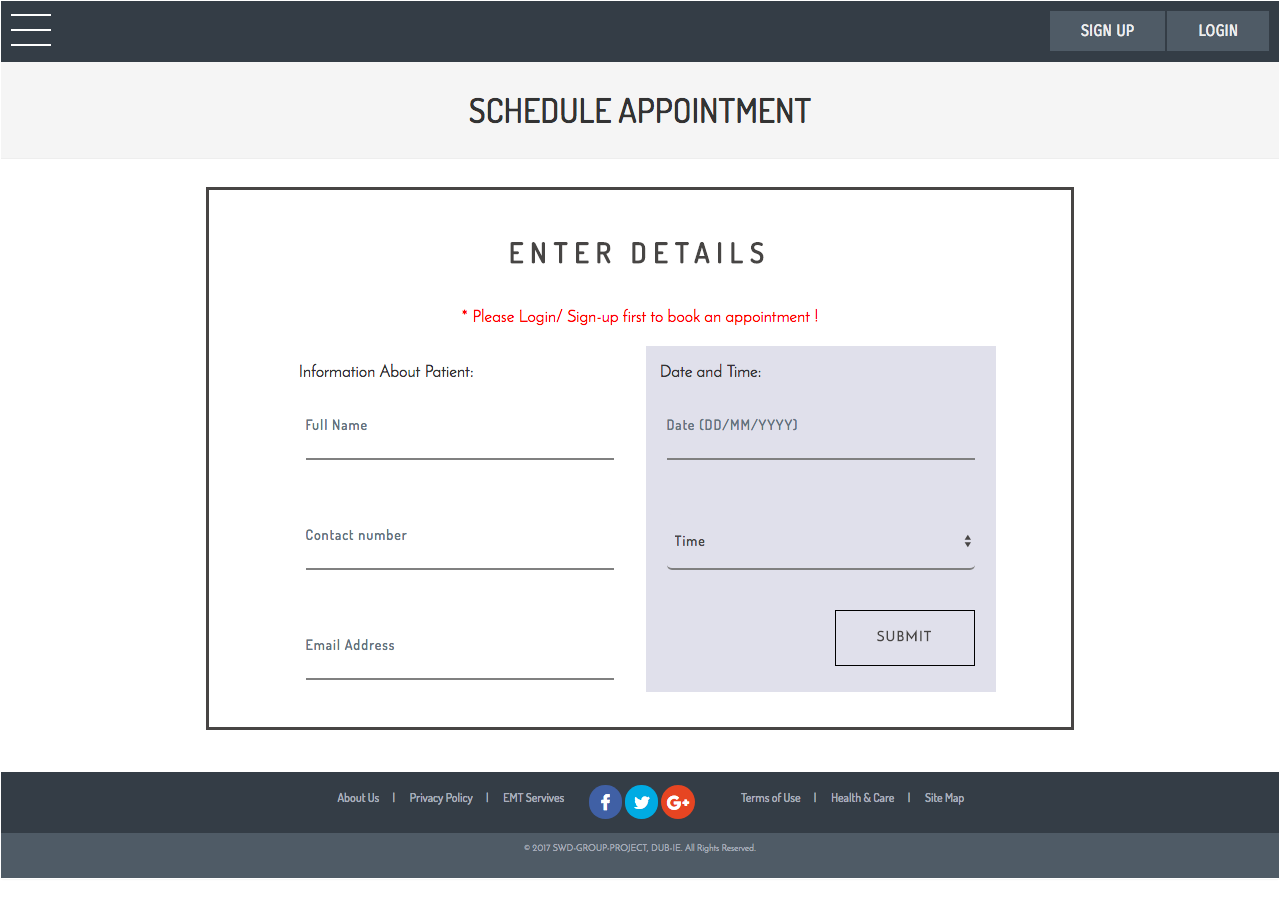 SIGN UP
LOGIN
SCHEDULE APPOINTMENT
ENTER DETAILS
* Please Login/ Sign-up first to book an appointment !
Information About Patient:
Full Name
Contact number
Email Address
Date and Time:
Date (DD/MM/YYYY)
Time
SUBMIT
About Us | Privacy Policy | EMT Servives
f
G+
Terms of Use | Health & Care | Site Map
© 2017 SWD-GROUP-PROJECT, DUB-IE. All Rights Reserved.